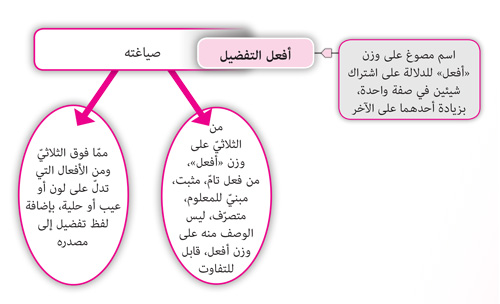 أفعل التفضيل
صياغته
اسم مصوغ على وزن
«أفعل» للدلالة على اشتراك
شيئين في صفة واحدة،
بزيادة أحدهما على الآخر
من
الثلاثيّ على
وزن «أفعل»،
من فعل تامّ، مثبت،
مبنيّ للمعلوم،
متصرّف، ليس
الوصف منه على
وزن أفعل، قابل
للتفاوت
ممّا فوق الثلاثيّ
ومن الأفعال التي
تدلّ على لون أو
عيب أو حلية، بإضافة
لفظ تفضيل إلى
مصدره